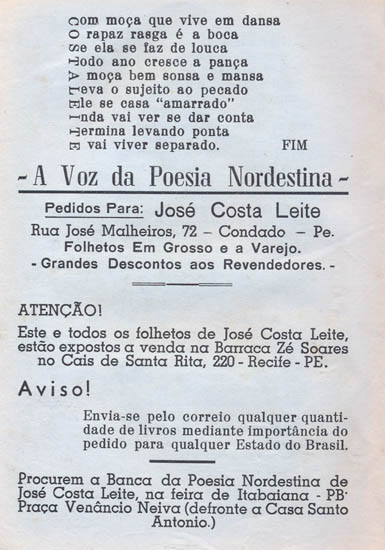 Com moça que vive em dansa
O rapaz rasga é a boca
Se ela se faz de louca
Todo ano cresce a pança
A moça bem sonsa e mansa
Leva o sujeito ao pecado
Ele se casa “amarrado”
Inda vai ver se dar conta
Termina levando ponta
E vai viver separado. FIM
- A Voz da Poesia Nordestina -
Pedidos Para: José Costa Leite
Rua José Malheiros, 72 – Condado – Pe.
Folhetos Em Grosso e a Varejo.
- Grandes Descontos aos Revendedores. -
ATENÇÃO!
Este e todos os folhetos de José Costa Leite,
estão expostos a venda na Barraca Zé Soares
no Cais de Santa Rita, 220 - Recife - PE.
Aviso!
Envia-se pelo correio qualquer quanti-
dade de livros mediante importância do
pedido para qualquer Estado do Brasil.
Procurem a Banca da Poesia Nordestina de
José Costa Leite, na feira de Itabaiana - PB·
Praça Venâncio Neiva (defronte a Casa Santo
Antonio.)